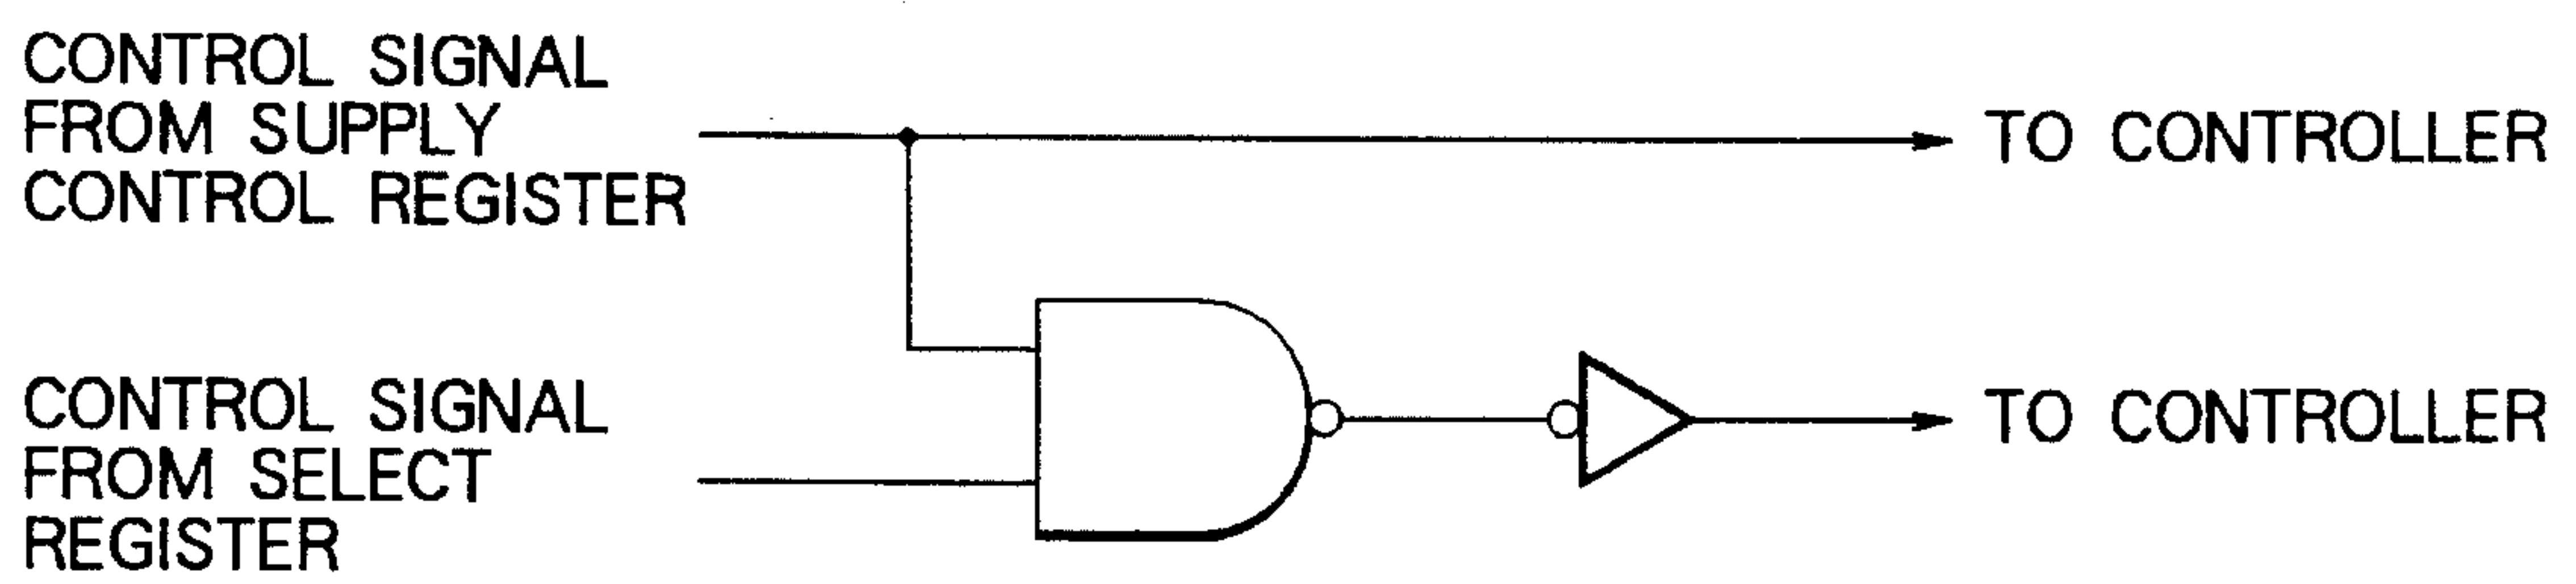 CONTROL SIGNAL
FROM SUPPLY
CONTROL REGISTER
TO CONTROLLER
CONTROL SIGNAL
FROM SELECT
REGISTER
TO CONTROLLER